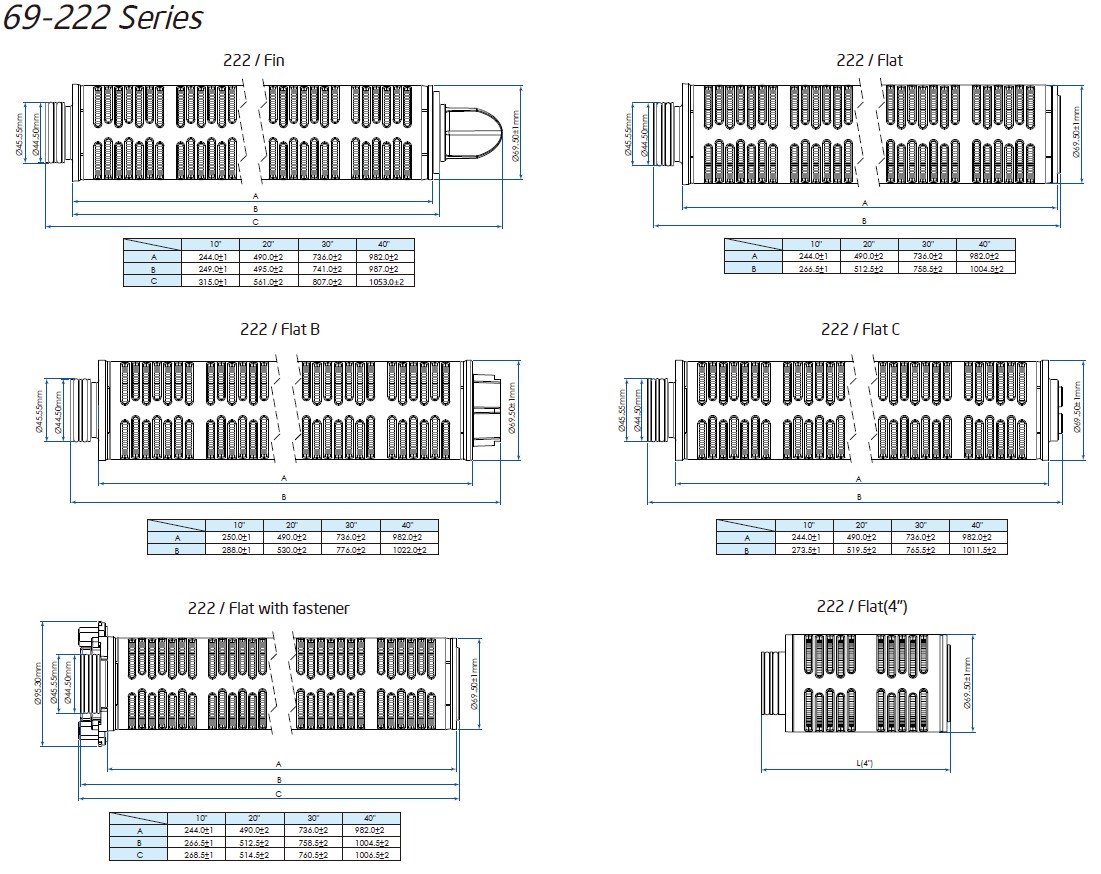 69-222 Series
222 / Fin
Ø45.55mm
Ø44.50mm
Ø69.50±1mm
A
B
C
10" 20" 30" 40"
A 244.0±1 490.0±2 736.0±2 982.0±2
B 249.0±1 495.0±2 741.0±2 987.0±2
C 315.0±1 561.0±2 807.0±2 1053.0±2
222 / Flat
Ø45.55mm
Ø44.50mm
Ø69.50±1mm
A
B
10" 20" 30" 40"
A 244.0±1 490.0±2 736.0±2 982.0±2
B 266.5±1 512.5±2 758.5±2 1004.5±2
222 / Flat B
Ø45.55mm
Ø44.50mm
Ø69.50±1mm
A
B
10" 20" 30" 40"
A 250.0±1 490.0±2 736.0±2 982.0±2
B 288.0±1 530.0±2 776.0±2 1022.0±2
222 / Flat C
Ø45.55mm
Ø44.50mm
Ø69.50±1mm
A
B
10" 20" 30" 40"
A 244.0±1 490.0±2 736.0±2 982.0±2
B 273.5±1 519.5±2 765.5±2 1011.5±2
222 / Flat with fastener
Ø95.30mm
Ø45.55mm
Ø44.50mm
Ø69.50±1mm
A
B
C
10" 20" 30" 40"
A 244.0±1 490.0±2 736.0±2 982.0±2
B 266.5±1 512.5±2 758.5±2 1004.5±2
C 268.5±1 514.5±2 760.5±2 1006.5±2
222 / Flat(4")
Ø69.50±1mm
L(4")